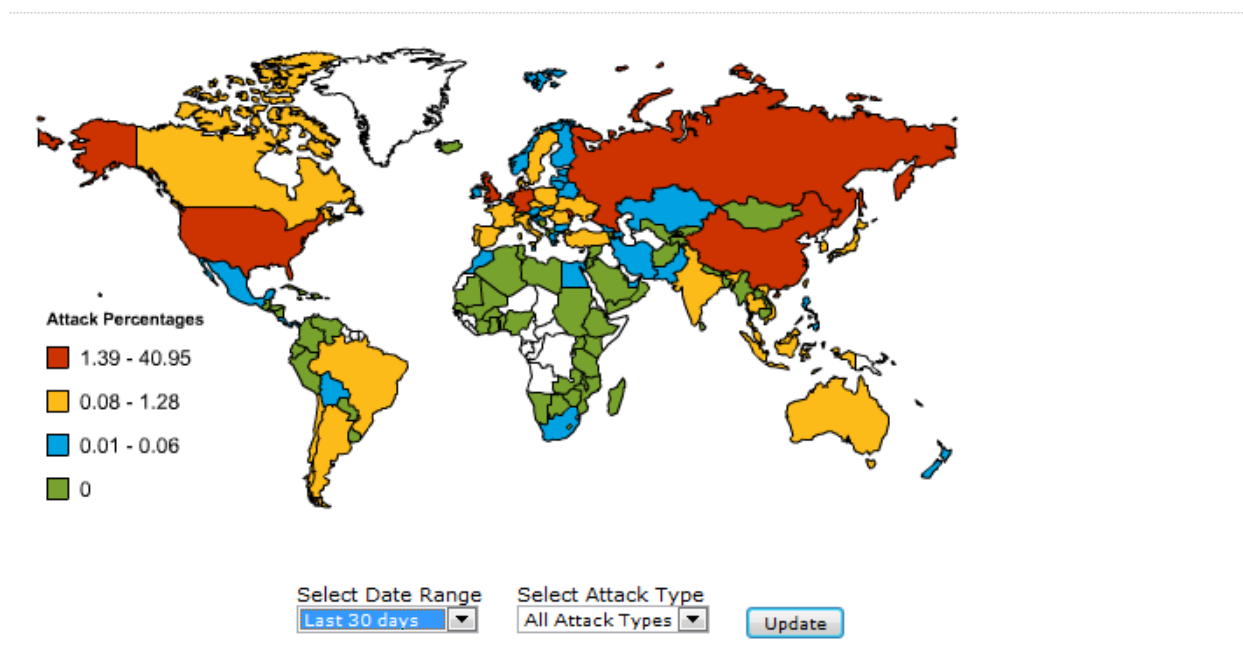 Attack Percentages
1.39 - 40.95
0.08 - 1.28
0.01 - 0.06
0
Select Date Range Select Attack Type
Last 30 days All Attack Types Update